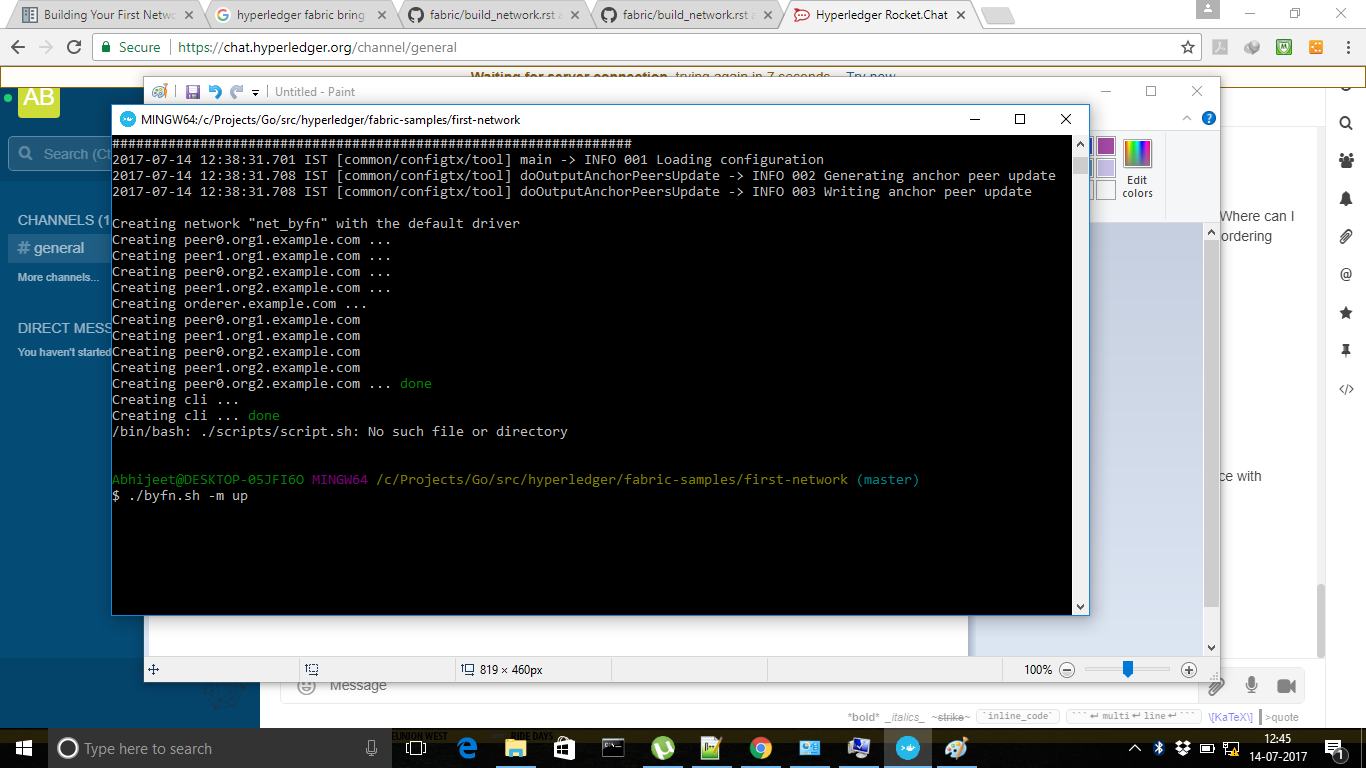 Building Your First Netwo
hyperledger fabric bring
fabric/build_network.rst a
fabric/build_network.rst a
Hyperledger Rocket.Chat
Secure
https://chat.hyperledger.org/channel/general
Waiting for server connection, trying again in 7 seconds... Try now
AB
Untitled - Paint
MINGW64:/c/Projects/Go/src/hyperledger/fabric-samples/first-network
#################################################################
2017-07-14 12:38:31.701 IST [common/configtx/tool] main -> INFO 001 Loading configuration
2017-07-14 12:38:31.708 IST [common/configtx/tool] doOutputAnchorPeersUpdate -> INFO 002 Generating anchor peer update
2017-07-14 12:38:31.708 IST [common/configtx/tool] doOutputAnchorPeersUpdate -> INFO 003 Writing anchor peer update
Creating network "net_byfn" with the default driver
Creating peer0.org1.example.com ...
Creating peer1.org1.example.com ...
Creating peer0.org2.example.com ...
Creating peer1.org2.example.com ...
Creating orderer.example.com ...
Creating peer0.org1.example.com
Creating peer1.org1.example.com
Creating peer0.org2.example.com
Creating peer1.org2.example.com
Creating peer0.org2.example.com ... done
Creating cli ...
Creating cli ... done
/bin/bash: ./scripts/script.sh: No such file or directory
Abhijeet@DESKTOP-05JFI6O MINGW64 /c/Projects/Go/src/hyperledger/fabric-samples/first-network (master)
$ ./byfn.sh -m up
Search (Ct
CHANNELS (1
# general
More channels...
DIRECT MESS
You haven't started
Edit
colors
Where can I
ordering
ce with
819 × 460px
100%
Message
*bold* _italics_ ~strike~ `inline_code` ```↵multi↵line↵``` \[KaTeX\] >quote
REUNION WEST
RIDE DAYS
Type here to search
12:45
14-07-2017
1